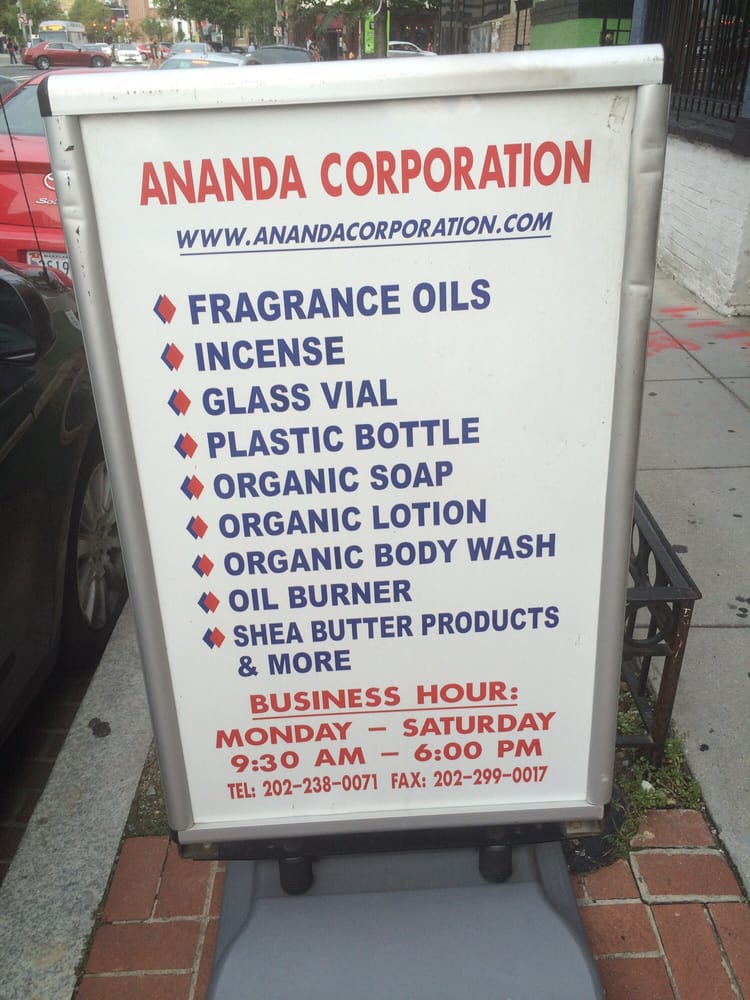 ANANDA CORPORATION
WWW.ANANDACORPORATION.COM
FRAGRANCE OILS
INCENSE
GLASS VIAL
PLASTIC BOTTLE
ORGANIC SOAP
ORGANIC LOTION
ORGANIC BODY WASH
OIL BURNER
SHEA BUTTER PRODUCTS
& MORE
BUSINESS HOUR:
MONDAY – SATURDAY
9:30 AM – 6:00 PM
TEL: 202-238-0071 FAX: 202-299-0017